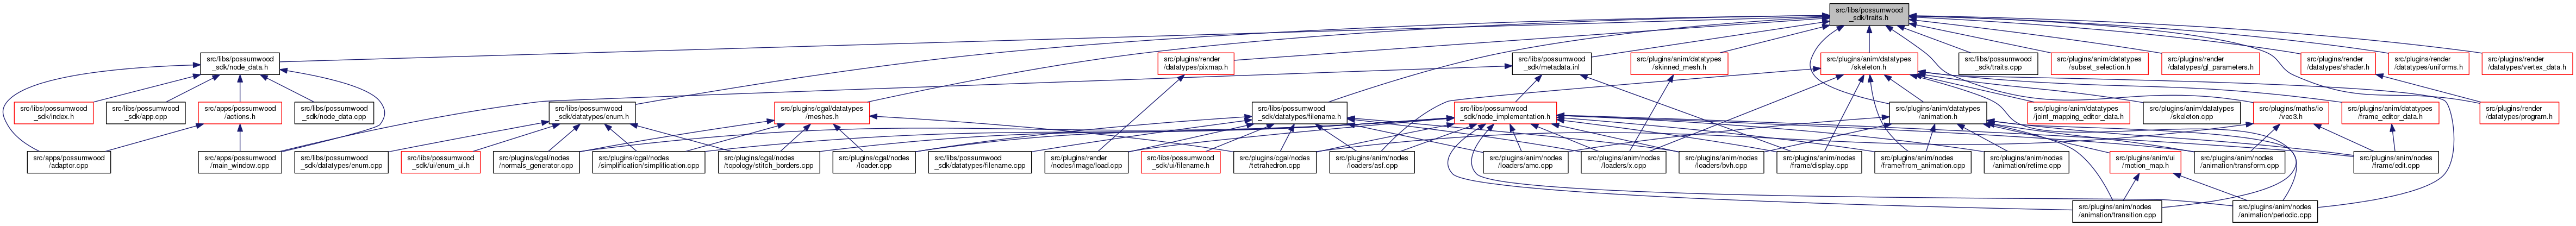 src/libs/possumwood
_sdk/traits.h
src/libs/possumwood
_sdk/node_data.h
src/plugins/render
/datatypes/pixmap.h
src/libs/possumwood
_sdk/metadata.inl
src/plugins/anim/datatypes
/skinned_mesh.h
src/plugins/anim/datatypes
/skeleton.h
src/libs/possumwood
_sdk/traits.cpp
src/plugins/anim/datatypes
/subset_selection.h
src/plugins/render
/datatypes/gl_parameters.h
src/plugins/render
/datatypes/shader.h
src/plugins/render
/datatypes/uniforms.h
src/plugins/render
/datatypes/vertex_data.h
src/libs/possumwood
_sdk/index.h
src/libs/possumwood
_sdk/app.cpp
src/apps/possumwood
/actions.h
src/libs/possumwood
_sdk/node_data.cpp
src/libs/possumwood
_sdk/datatypes/enum.h
src/plugins/cgal/datatypes
/meshes.h
src/libs/possumwood
_sdk/datatypes/filename.h
src/libs/possumwood
_sdk/node_implementation.h
src/plugins/anim/datatypes
/animation.h
src/plugins/anim/datatypes
/joint_mapping_editor_data.h
src/plugins/anim/datatypes
/skeleton.cpp
src/plugins/maths/io
/vec3.h
src/plugins/anim/datatypes
/frame_editor_data.h
src/plugins/render
/datatypes/program.h
src/apps/possumwood
/adaptor.cpp
src/apps/possumwood
/main_window.cpp
src/libs/possumwood
_sdk/datatypes/enum.cpp
src/libs/possumwood
_sdk/ui/enum_ui.h
src/plugins/cgal/nodes
/normals_generator.cpp
src/plugins/cgal/nodes
/simplification/simplification.cpp
src/plugins/cgal/nodes
/topology/stitch_borders.cpp
src/plugins/cgal/nodes
/loader.cpp
src/libs/possumwood
_sdk/datatypes/filename.cpp
src/plugins/render
/nodes/image/load.cpp
src/libs/possumwood
_sdk/ui/filename.h
src/plugins/cgal/nodes
/tetrahedron.cpp
src/plugins/anim/nodes
/loaders/asf.cpp
src/plugins/anim/nodes
/loaders/amc.cpp
src/plugins/anim/nodes
/loaders/x.cpp
src/plugins/anim/nodes
/loaders/bvh.cpp
src/plugins/anim/nodes
/frame/display.cpp
src/plugins/anim/nodes
/frame/from_animation.cpp
src/plugins/anim/nodes
/animation/retime.cpp
src/plugins/anim/ui
/motion_map.h
src/plugins/anim/nodes
/animation/transform.cpp
src/plugins/anim/nodes
/frame/edit.cpp
src/plugins/anim/nodes
/animation/transition.cpp
src/plugins/anim/nodes
/animation/periodic.cpp